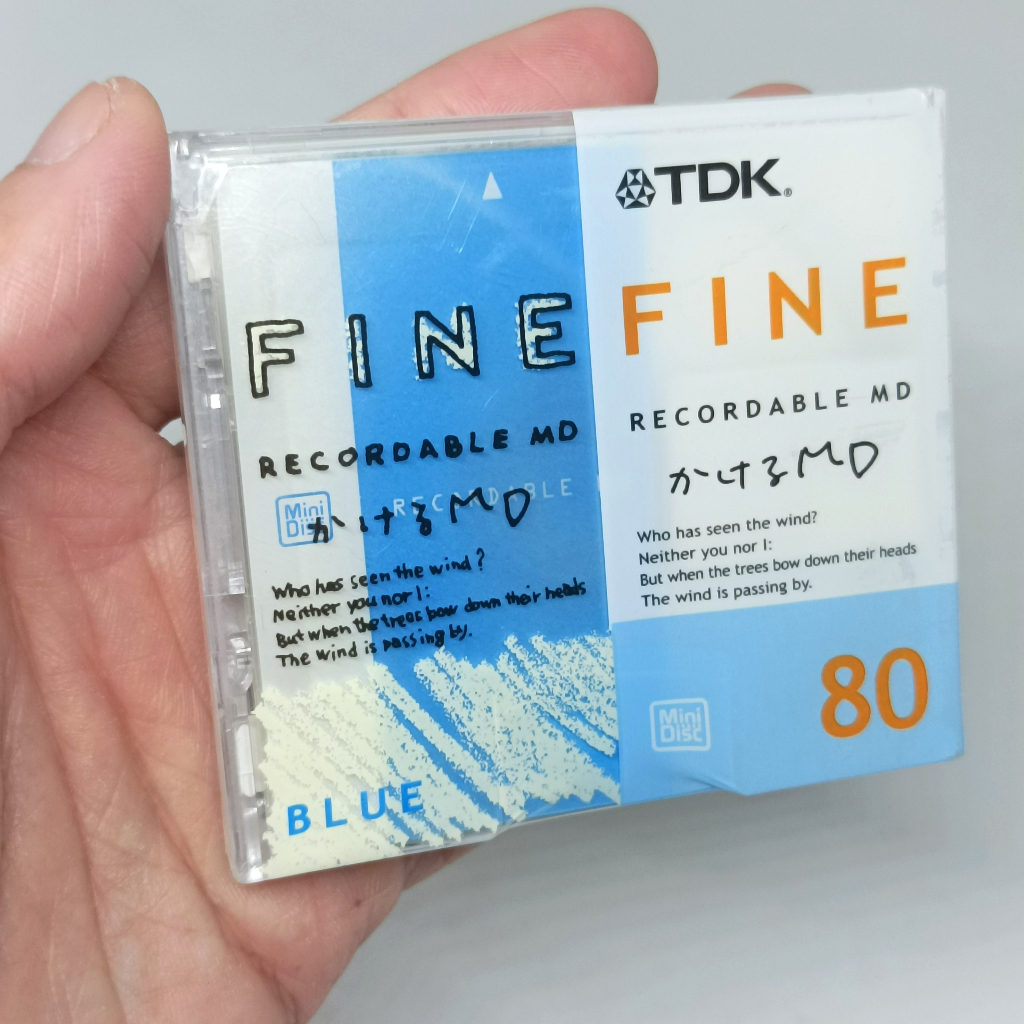 FINE
RECORDABLE MD
Mini
Disc
RECORDABLE
かけるMD
Who has seen the wind?
Neither you nor I:
But when the trees bow down their heads
The wind is passing by.
BLUE
TDK®
FINE
RECORDABLE MD
かけるMD
Who has seen the wind?
Neither you nor I:
But when the trees bow down their heads
The wind is passing by.
Mini
Disc
80